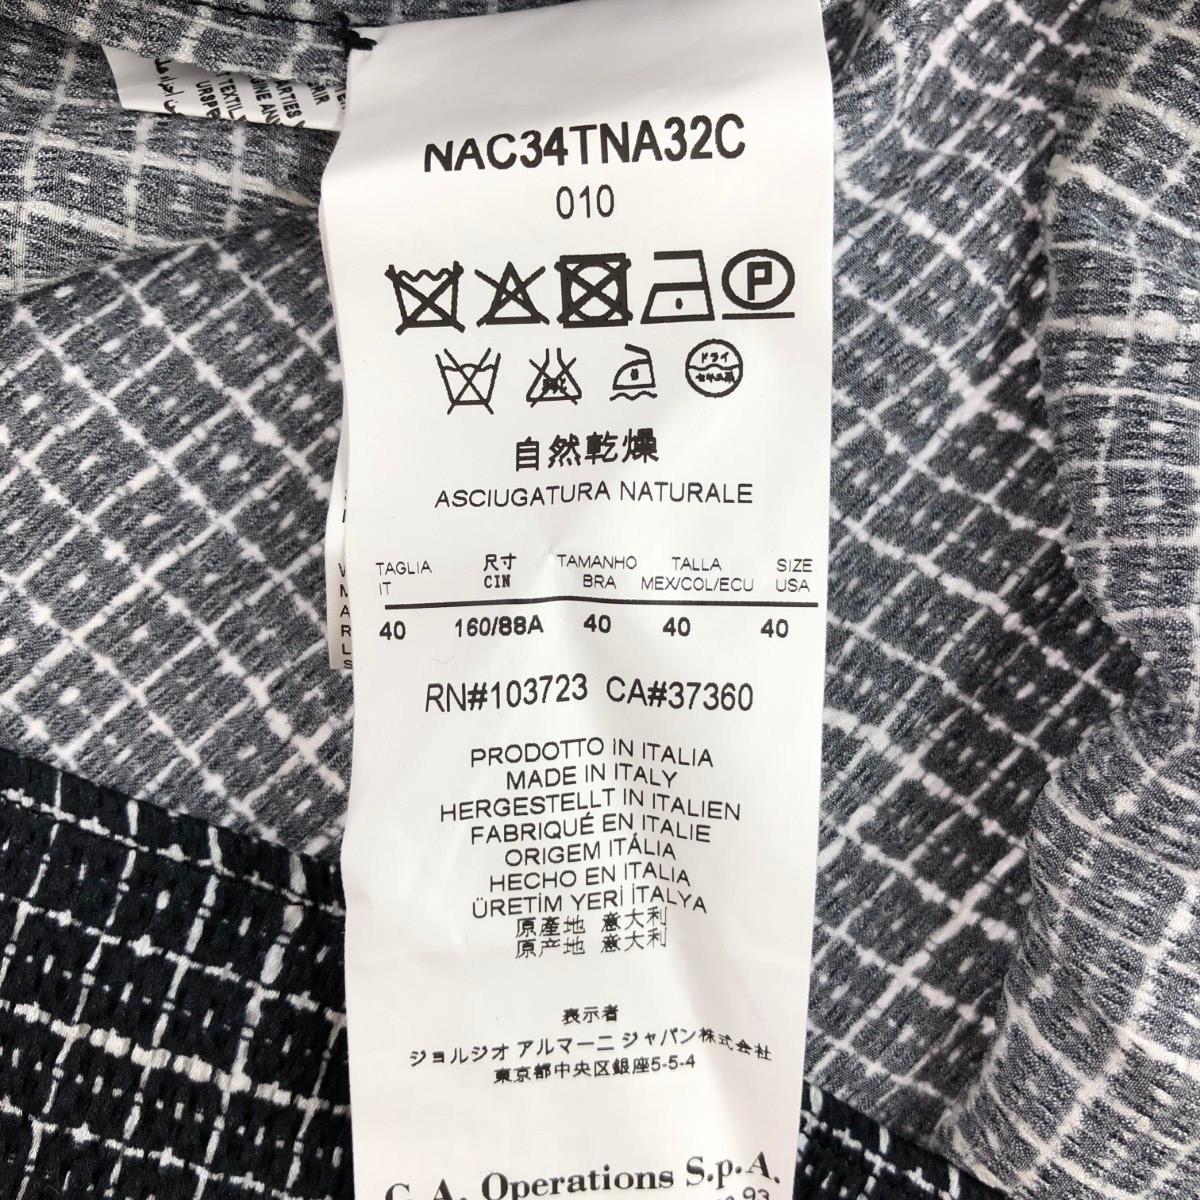 NAC34TNA32C
010
P
ドライ
自然乾燥
ASCIUGATURA NATURALE
TAGLIA 尺寸 TAMANHO TALLA SIZE
IT CIN BRA MEX/COL/ECU USA
40 160/88A 40 40 40
RN#103723 CA#37360
PRODOTTO IN ITALIA
MADE IN ITALY
HERGESTELLT IN ITALIEN
FABRIQUÉ EN ITALIE
ORIGEM ITÁLIA
HECHO EN ITALIA
ÜRETİM YERİ İTALYA
原產地 意大利
原产地 意大利
表示者
ジョルジオ アルマーニ ジャパン株式会社
東京都中央区銀座5-5-4
G.A. Operations S.p.A.
93